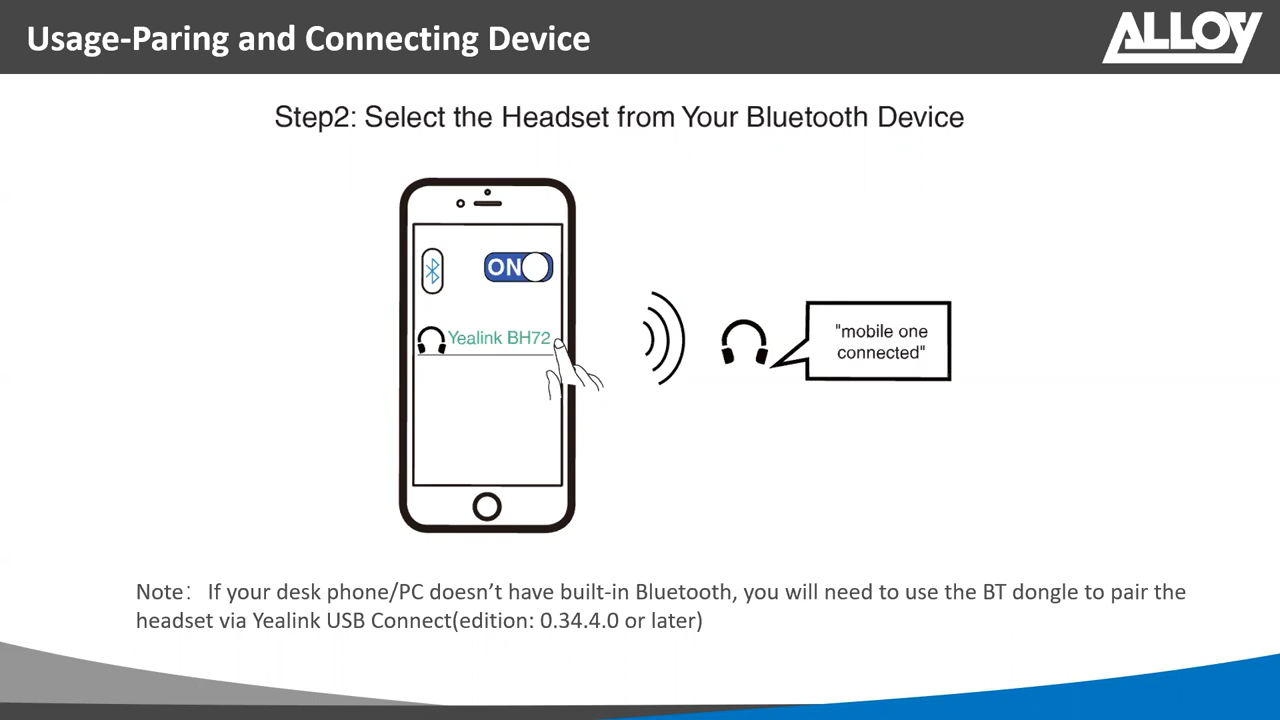 Usage-Paring and Connecting Device
ALLOY
Step2: Select the Headset from Your Bluetooth Device
ON
Yealink BH72
"mobile one
connected"
Note： If your desk phone/PC doesn’t have built-in Bluetooth, you will need to use the BT dongle to pair the
headset via Yealink USB Connect(edition: 0.34.4.0 or later)